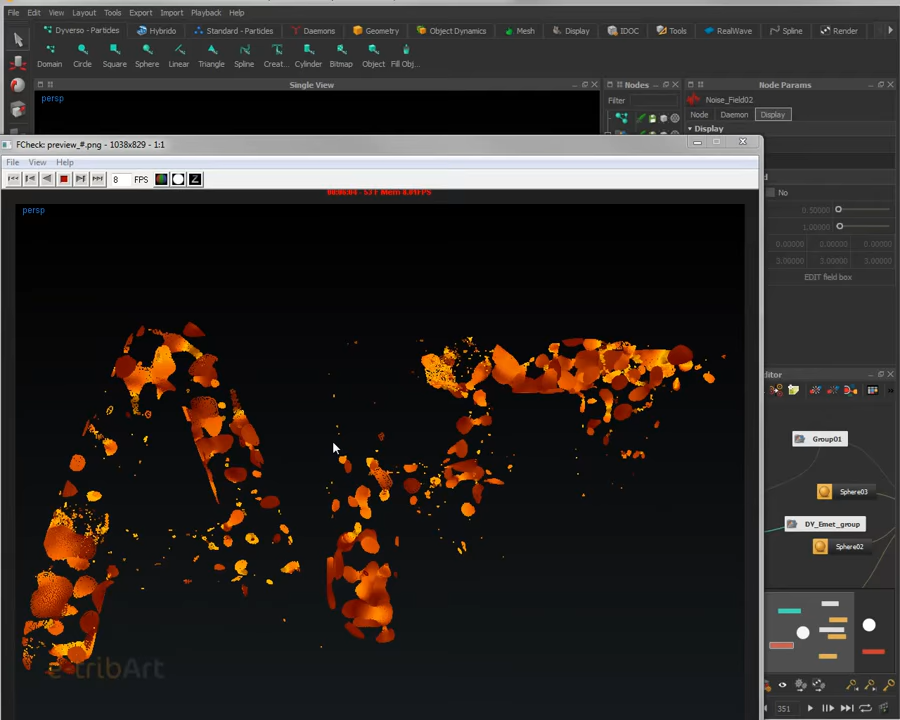 File Edit View Layout Tools Export Import Playback Help
Dyverso - Particles Hybrido Standard - Particles Daemons Geometry Object Dynamics Mesh Display IDOC Tools RealWave Spline Render
Domain Circle Square Sphere Linear Triangle Spline Creat... Cylinder Bitmap Object Fill Obj...
Single View Nodes Node Params
persp
Filter
Noise_Field02
Node Daemon Display
Display
FCheck: preview_#.png - 1038x829 - 1:1
File View Help
8 FPS Z
No
persp
0.50000
1.00000
0.00000 0.00000 0.00000
3.00000 3.00000 3.00000
EDIT field box
Group01
Sphere03
DY_Emet_group
Sphere02
e-tribArt
351